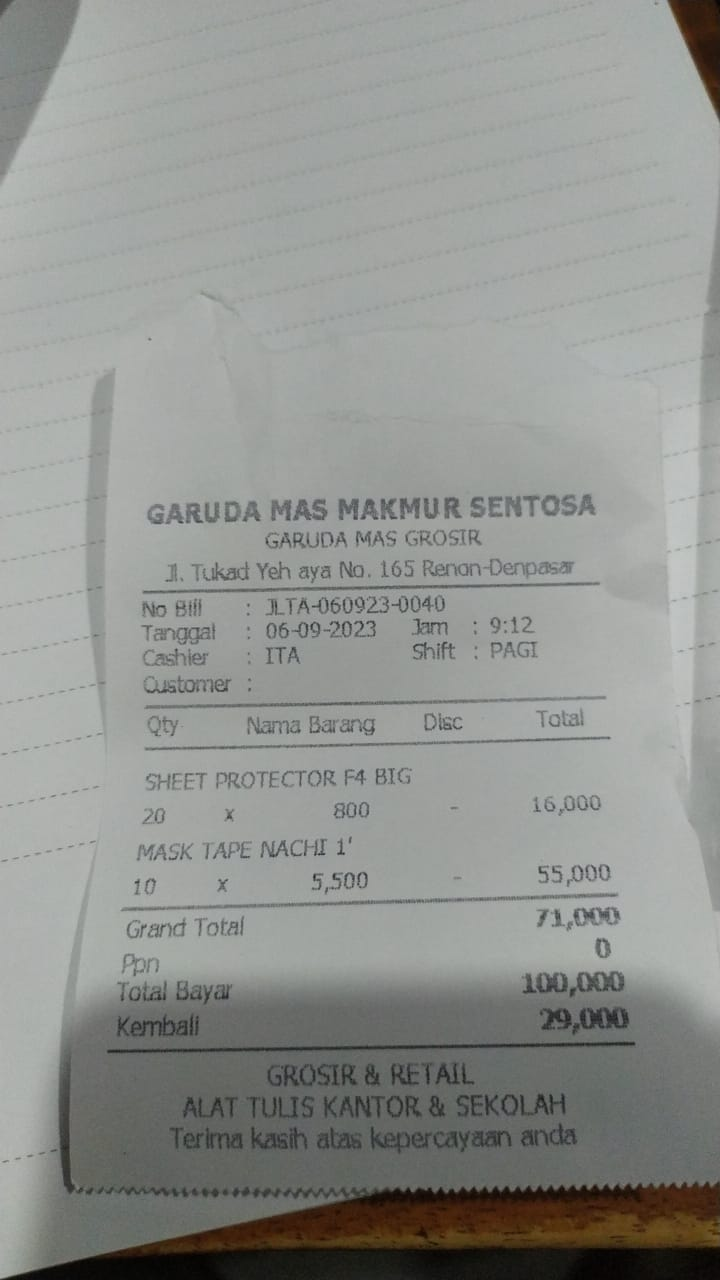 GARUDA MAS MAKMUR SENTOSA
GARUDA MAS GROSIR
Jl. Tukad Yeh aya No. 165 Renon-Denpasar
No Bill : JLTA-060923-0040
Tanggal : 06-09-2023 Jam : 9:12
Cashier : ITA Shift : PAGI
Customer :
Qty Nama Barang Disc Total
SHEET PROTECTOR F4 BIG
20 x 800 - 16,000
MASK TAPE NACHI 1'
10 x 5,500 - 55,000
Grand Total 71,000
Ppn 0
Total Bayar 100,000
Kembali 29,000
GROSIR & RETAIL
ALAT TULIS KANTOR & SEKOLAH
Terima kasih atas kepercayaan anda